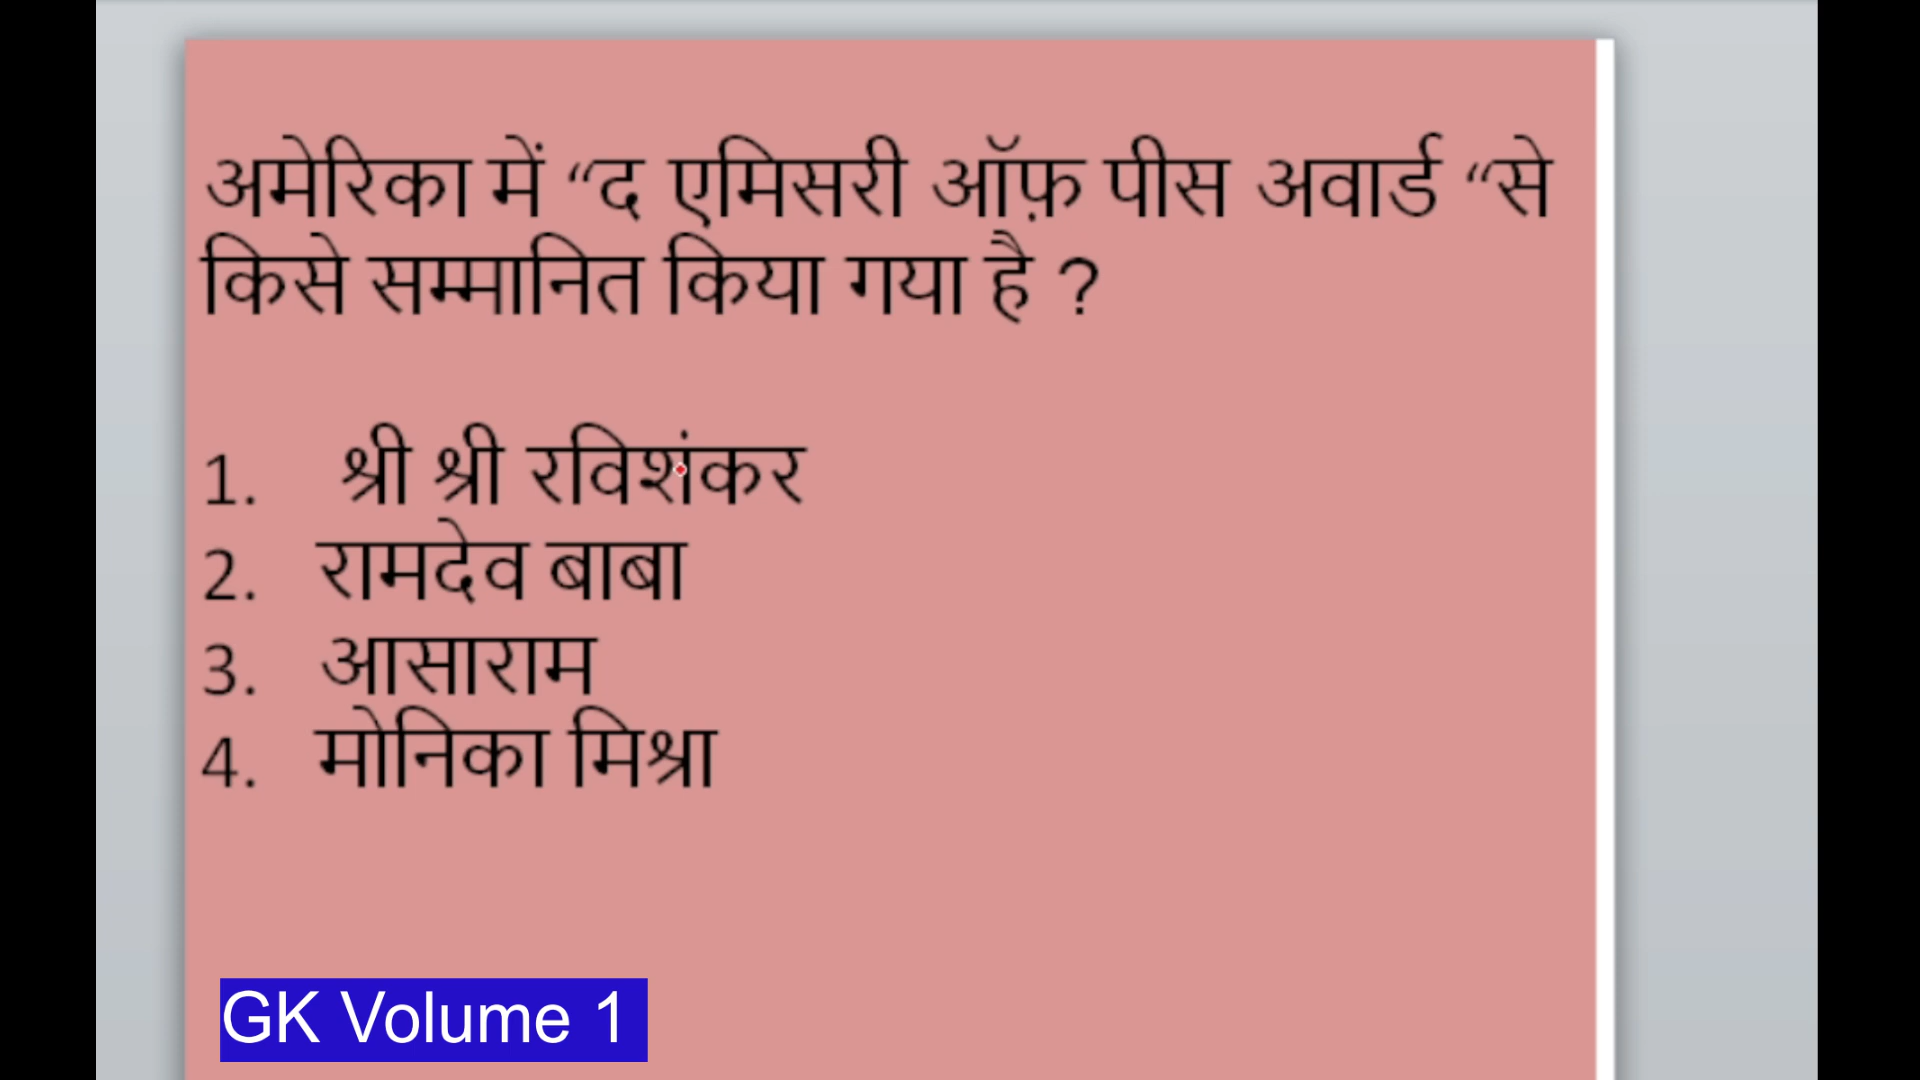 अमेरिका में “द एमिसरी ऑफ़ पीस अवार्ड “से
किसे सम्मानित किया गया है ?
1. श्री श्री रविशंकर
2. रामदेव बाबा
3. आसाराम
4. मोनिका मिश्रा
GK Volume 1